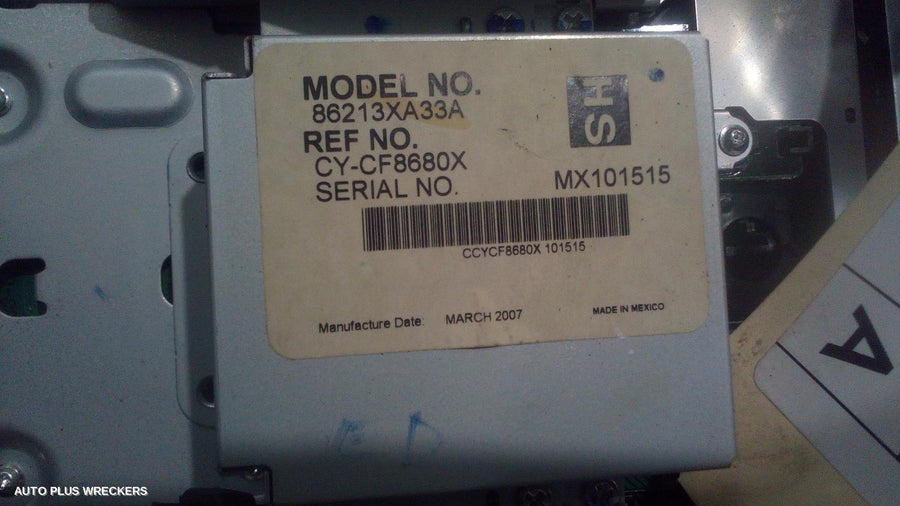 MODEL NO.
86213XA33A
REF NO.
CY-CF8680X
SERIAL NO.
MX101515
CCYCF8680X 101515
Manufacture Date: MARCH 2007
MADE IN MEXICO
SH
A
AUTO PLUS WRECKERS